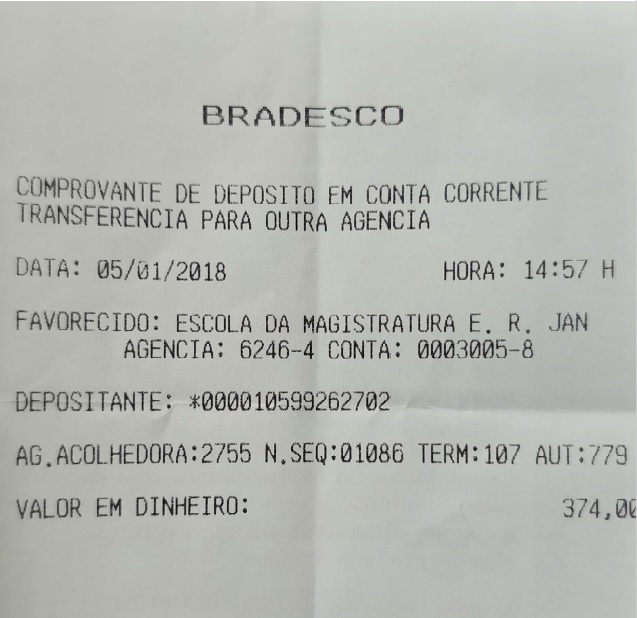 BRADESCO
COMPROVANTE DE DEPOSITO EM CONTA CORRENTE
TRANSFERENCIA PARA OUTRA AGENCIA
DATA: 05/01/2018 HORA: 14:57 H
FAVORECIDO: ESCOLA DA MAGISTRATURA E. R. JAN
AGENCIA: 6246-4 CONTA: 0003005-8
DEPOSITANTE: *000010599262702
AG.ACOLHEDORA:2755 N.SEQ:01086 TERM:107 AUT:779
VALOR EM DINHEIRO: 374,00